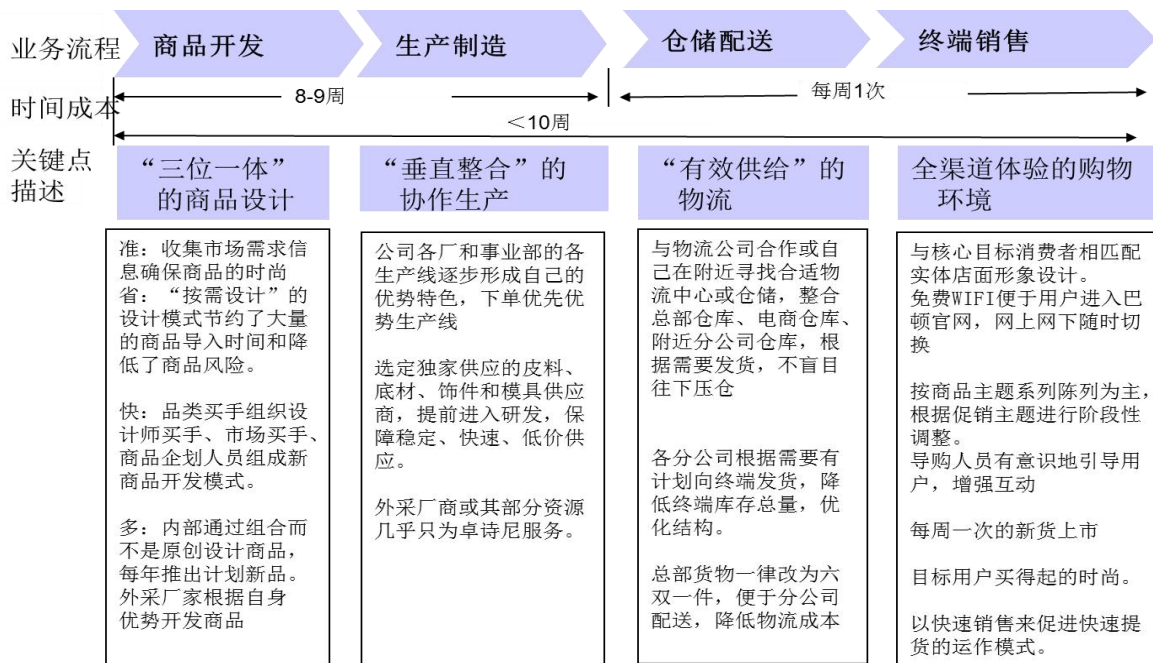 业务流程
商品开发
生产制造
仓储配送
终端销售
时间成本
8-9周
每周1次
<10周
关键点
描述
“三位一体”
的商品设计
“垂直整合”的
协作生产
“有效供给”的
物流
全渠道体验的购物
环境
准：收集市场需求信
息确保商品的时尚
省：“按需设计”的
设计模式节约了大量
的商品导入时间和降
低了商品风险。
快：品类买手组织设
计师买手、市场买手、
商品企划人员组成新
商品开发模式。
多：内部通过组合而
不是原创设计商品，
每年推出计划新品。
外采厂家根据自身
优势开发商品
公司各厂和事业部的各
生产线逐步形成自己的
优势特色，下单优先优
势生产线
选定独家供应的皮料、
底材、饰件和模具供应
商，提前进入研发，保
障稳定、快速、低价供
应。
外采厂商或其部分资源
几乎只为卓诗尼服务。
与物流公司合作或自
己在附近寻找合适物
流中心或仓储，整合
总部仓库、电商仓库、
附近分公司仓库，根
据需要发货，不盲目
往下压仓
各分公司根据需要有
计划向终端发货，降
低终端库存总量，优
化结构。
总部货物一律改为六
双一件，便于分公司
配送，降低物流成本
与核心目标消费者相匹配
实体店面形象设计。
免费WIFI便于用户进入巴
顿官网，网上网下随时切
换
按商品主题系列陈列为主，
根据促销主题进行阶段性
调整。
导购人员有意识地引导用
户，增强互动
每周一次的新货上市
目标用户买得起的时尚。
以快速销售来促进快速提
货的运作模式。